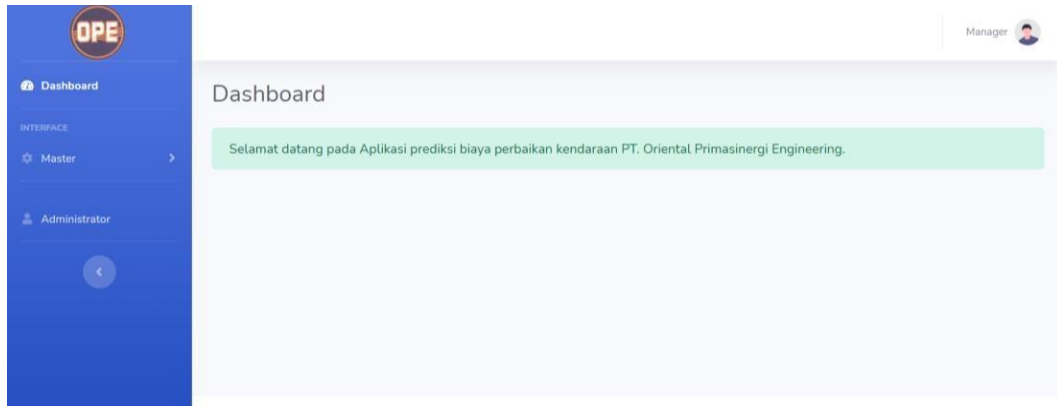 OPE
Manager
Dashboard
Dashboard
INTERFACE
Selamat datang pada Aplikasi prediksi biaya perbaikan kendaraan PT. Oriental Primasinergi Engineering.
Master
Administrator